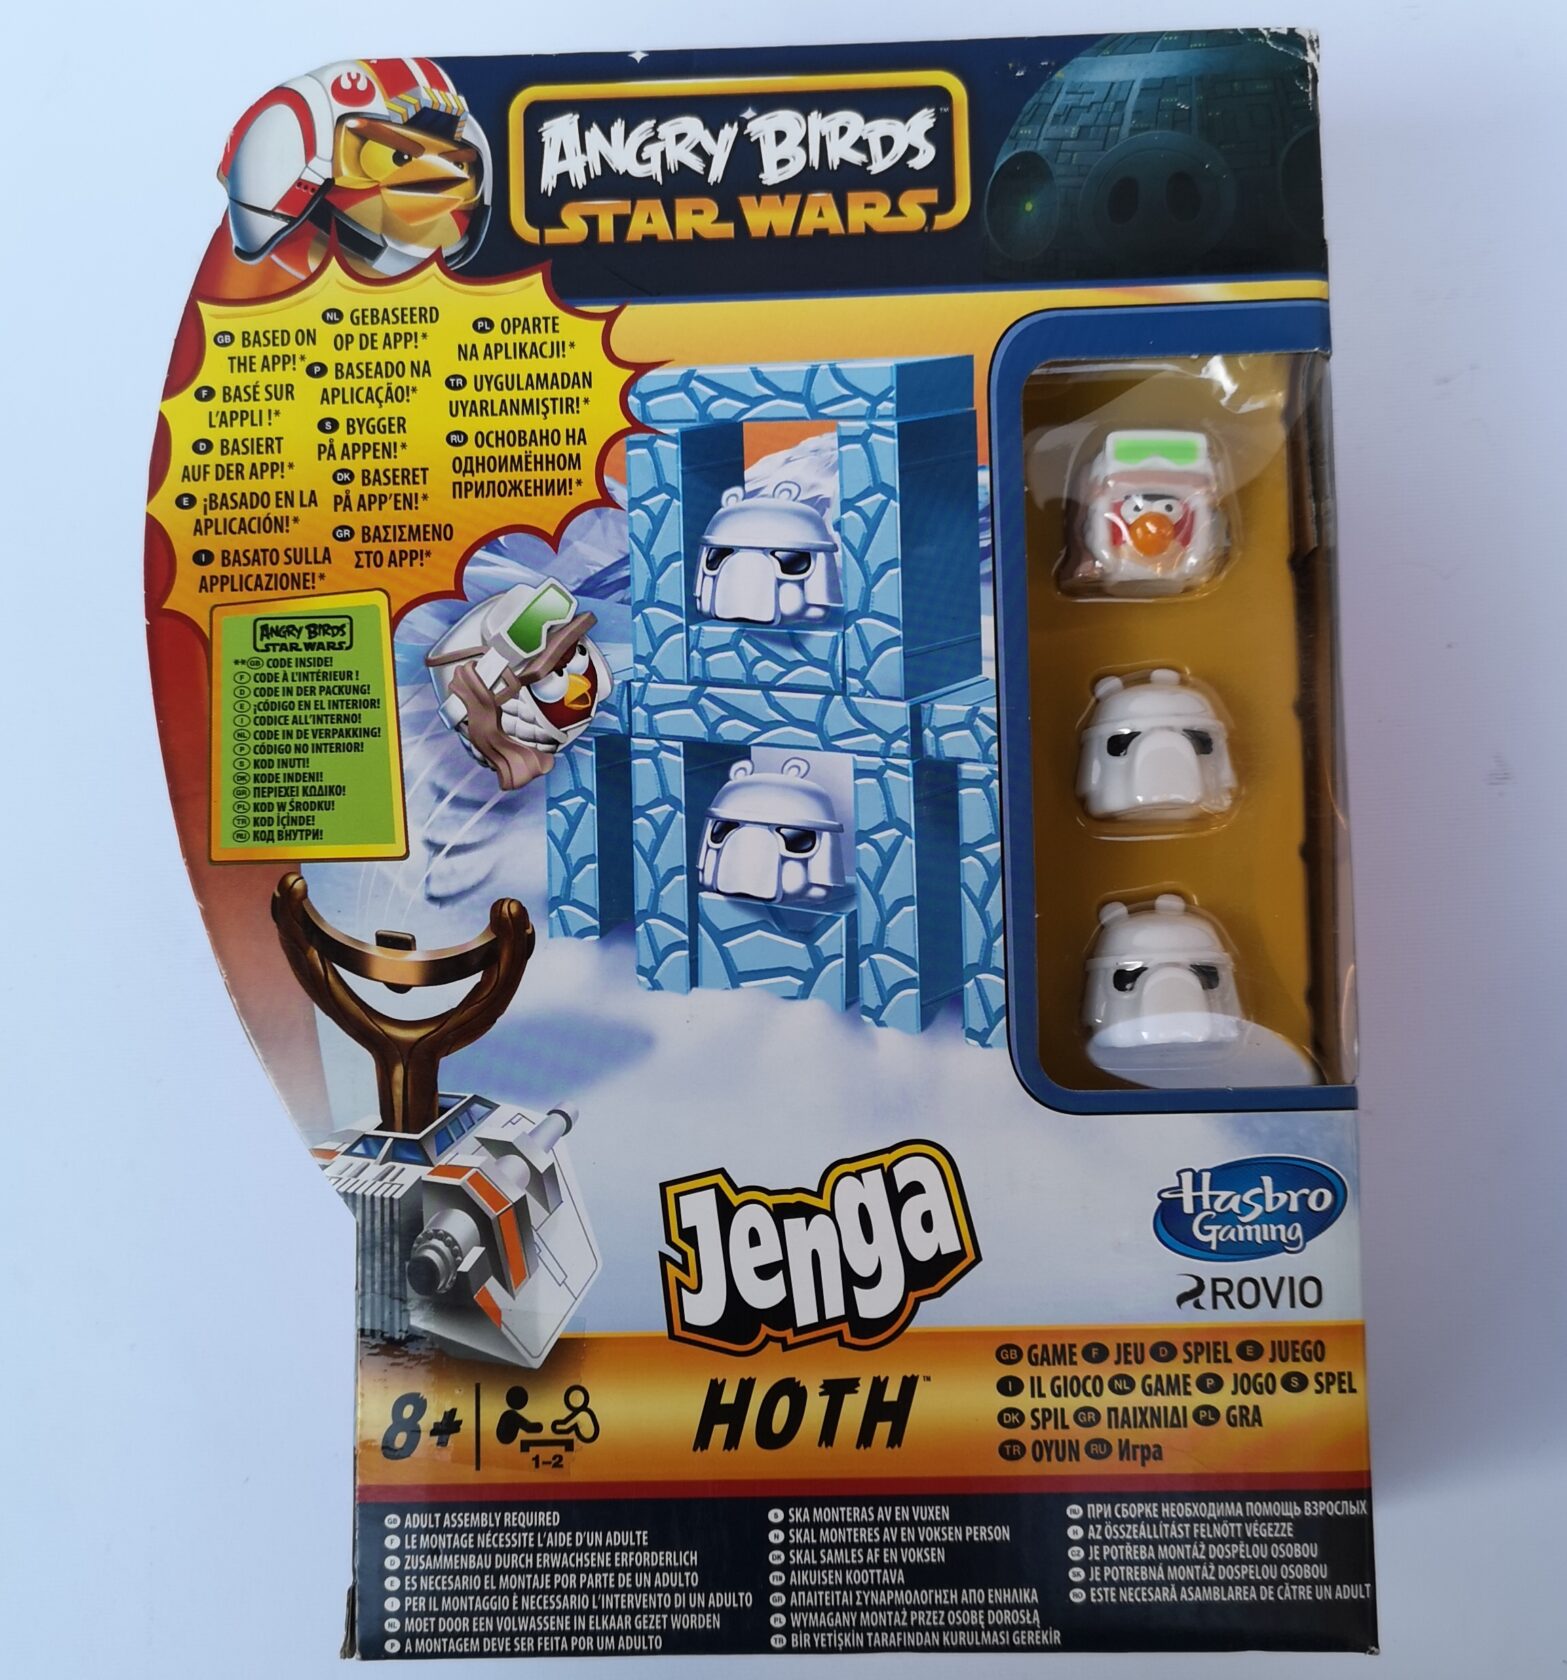 ANGRY BIRDS™
STAR WARS
GB BASED ON
THE APP!*
F BASÉ SUR
L'APPLI !*
D BASIERT
AUF DER APP!*
E ¡BASADO EN LA
APLICACIÓN!*
I BASATO SULLA
APPLICAZIONE!*
NL GEBASEERD
OP DE APP!*
P BASEADO NA
APLICAÇÃO!*
S BYGGER
PÅ APPEN!*
DK BASERET
PÅ APP'EN!*
GR ΒΑΣΙΣΜΕΝΟ
ΣΤΟ APP!*
PL OPARTE
NA APLIKACJI!*
TR UYGULAMADAN
UYARLANMIŞTIR!*
RU ОСНОВАНО НА
ОДНОИМЁННОМ
ПРИЛОЖЕНИИ!*
ANGRY BIRDS
STAR WARS
**GB CODE INSIDE!
F CODE À L'INTÉRIEUR !
D CODE IN DER PACKUNG!
E ¡CÓDIGO EN EL INTERIOR!
I CODICE ALL'INTERNO!
NL CODE IN DE VERPAKKING!
P CÓDIGO NO INTERIOR!
S KOD INUTI!
DK KODE INDENI!
GR ΠΕΡΙΕΧΕΙ ΚΩΔΙΚΟ!
PL KOD W ŚRODKU!
TR KOD İÇİNDE!
RU КОД ВНУТРИ!
Jenga
HOTH™
Hasbro
Gaming
ROVIO
8+
1-2
GB GAME F JEU D SPIEL E JUEGO
I IL GIOCO NL GAME P JOGO S SPEL
DK SPIL GR ΠΑΙΧΝΙΔΙ PL GRA
TR OYUN RU Игра
GB ADULT ASSEMBLY REQUIRED
F LE MONTAGE NÉCESSITE L'AIDE D'UN ADULTE
D ZUSAMMENBAU DURCH ERWACHSENE ERFORDERLICH
E ES NECESARIO EL MONTAJE POR PARTE DE UN ADULTO
I PER IL MONTAGGIO È NECESSARIO L'INTERVENTO DI UN ADULTO
NL MOET DOOR EEN VOLWASSENE IN ELKAAR GEZET WORDEN
P A MONTAGEM DEVE SER FEITA POR UM ADULTO
S SKA MONTERAS AV EN VUXEN
N SKAL MONTERES AV EN VOKSEN PERSON
DK SKAL SAMLES AF EN VOKSEN
FIN AIKUISEN KOOTTAVA
GR ΑΠΑΙΤΕΙΤΑΙ ΣΥΝΑΡΜΟΛΟΓΗΣΗ ΑΠΟ ΕΝΗΛΙΚΑ
PL WYMAGANY MONTAŻ PRZEZ OSOBĘ DOROSŁĄ
TR BİR YETİŞKİN TARAFINDAN KURULMASI GEREKİR
RU ПРИ СБОРКЕ НЕОБХОДИМА ПОМОЩЬ ВЗРОСЛЫХ
H AZ ÖSSZEÁLLÍTÁST FELNŐTT VÉGEZZE
CZ JE POTŘEBA MONTÁŽ DOSPĚLOU OSOBOU
SK JE POTREBNÁ MONTÁŽ DOSPELOU OSOBOU
RO ESTE NECESARĂ ASAMBLAREA DE CĂTRE UN ADULT